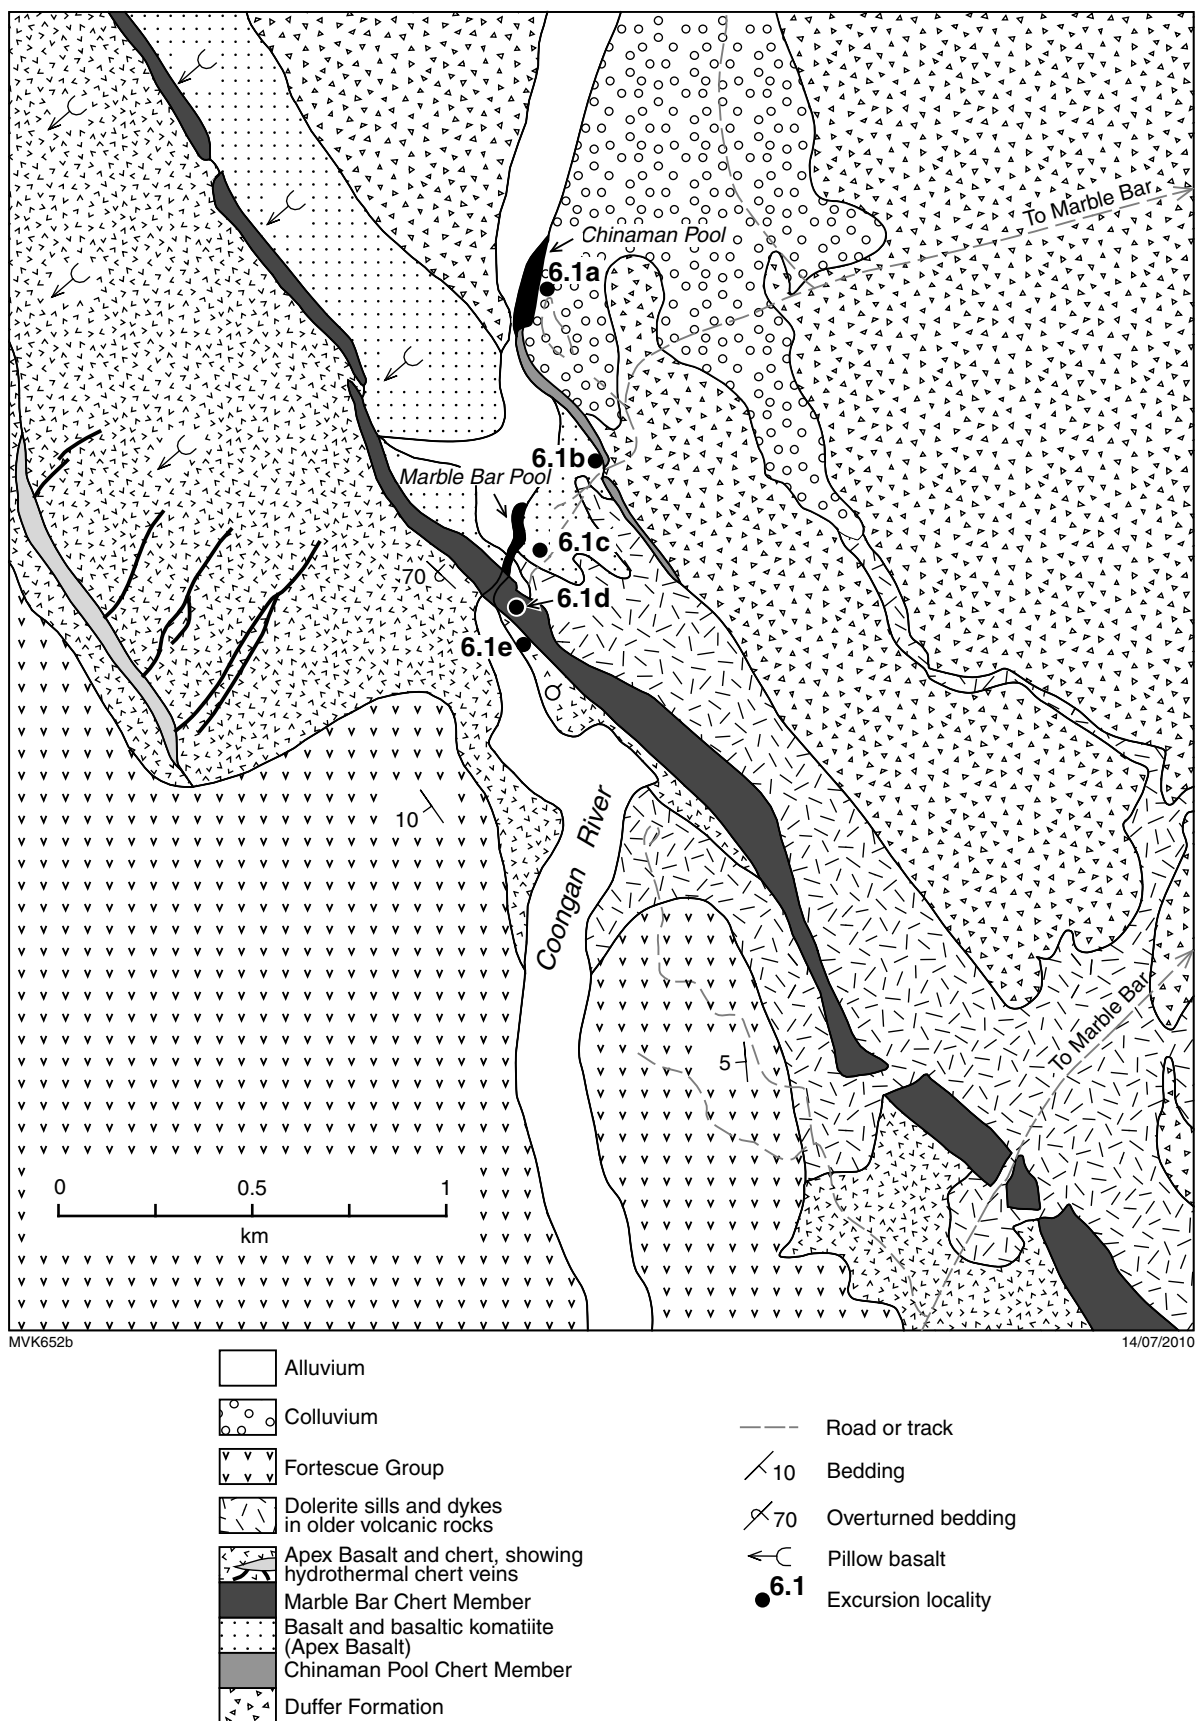 To Marble Bar
Chinaman Pool
6.1a
6.1b
Marble Bar Pool
6.1c
70
6.1d
6.1e
10
Coongan River
5
To Marble Bar
0 0.5 1
km
MVK652b
14/07/2010
Alluvium
Colluvium
Fortescue Group
Dolerite sills and dykes
in older volcanic rocks
Apex Basalt and chert, showing
hydrothermal chert veins
Marble Bar Chert Member
Basalt and basaltic komatiite
(Apex Basalt)
Chinaman Pool Chert Member
Duffer Formation
Road or track
10 Bedding
70 Overturned bedding
Pillow basalt
6.1 Excursion locality